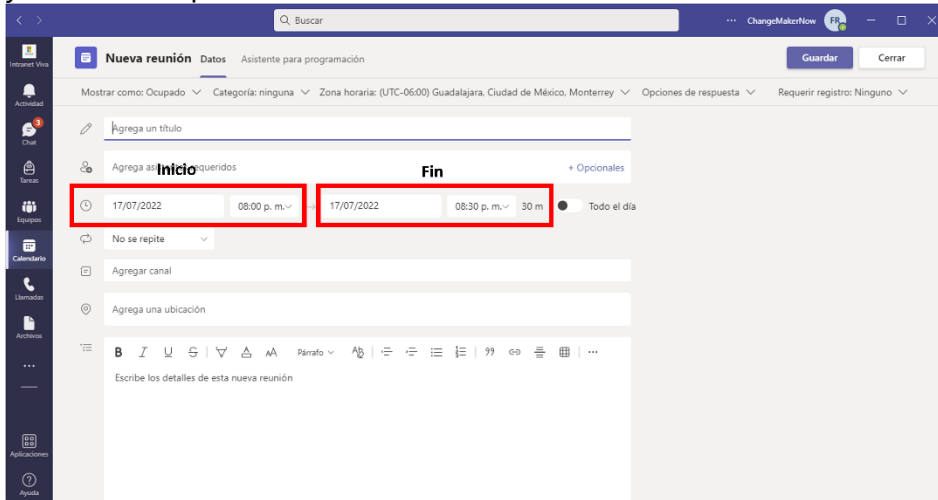 Buscar
ChangeMakerNow FR
Intranet Viva
Nueva reunión Datos Asistente para programación
Guardar Cerrar
Actividad
Mostrar como: Ocupado Categoría: ninguna Zona horaria: (UTC-06:00) Guadalajara, Ciudad de México, Monterrey Opciones de respuesta Requerir registro: Ninguno
3
Chat
Agrega un título
Tareas
Agrega requeridos + Opcionales
Inicio Fin
Equipos
17/07/2022 08:00 p. m. → 17/07/2022 08:30 p. m. 30 m Todo el día
Calendario
No se repite
Llamadas
Agregar canal
Archivos
Agrega una ubicación
B I U S A AA Párrafo Ab 99
Escribe los detalles de esta nueva reunión
Aplicaciones
Ayuda